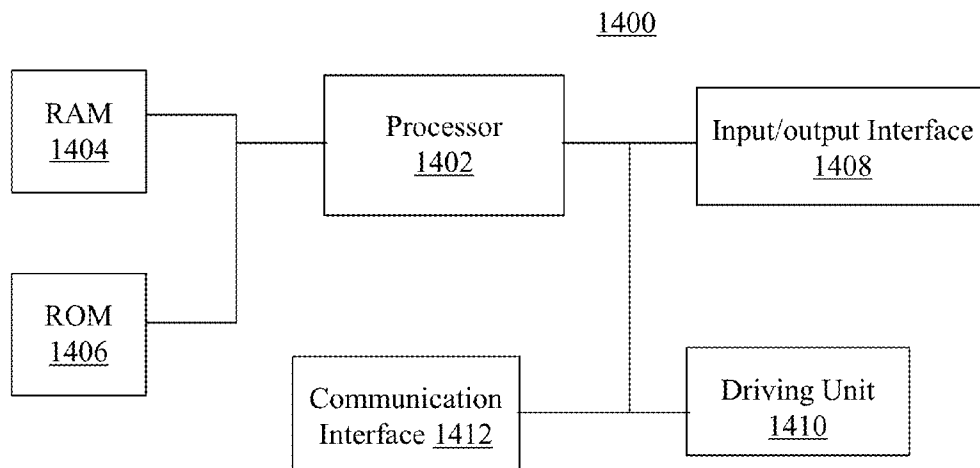 1400
RAM
1404
Processor
1402
Input/output Interface
1408
ROM
1406
Communication
Interface 1412
Driving Unit
1410